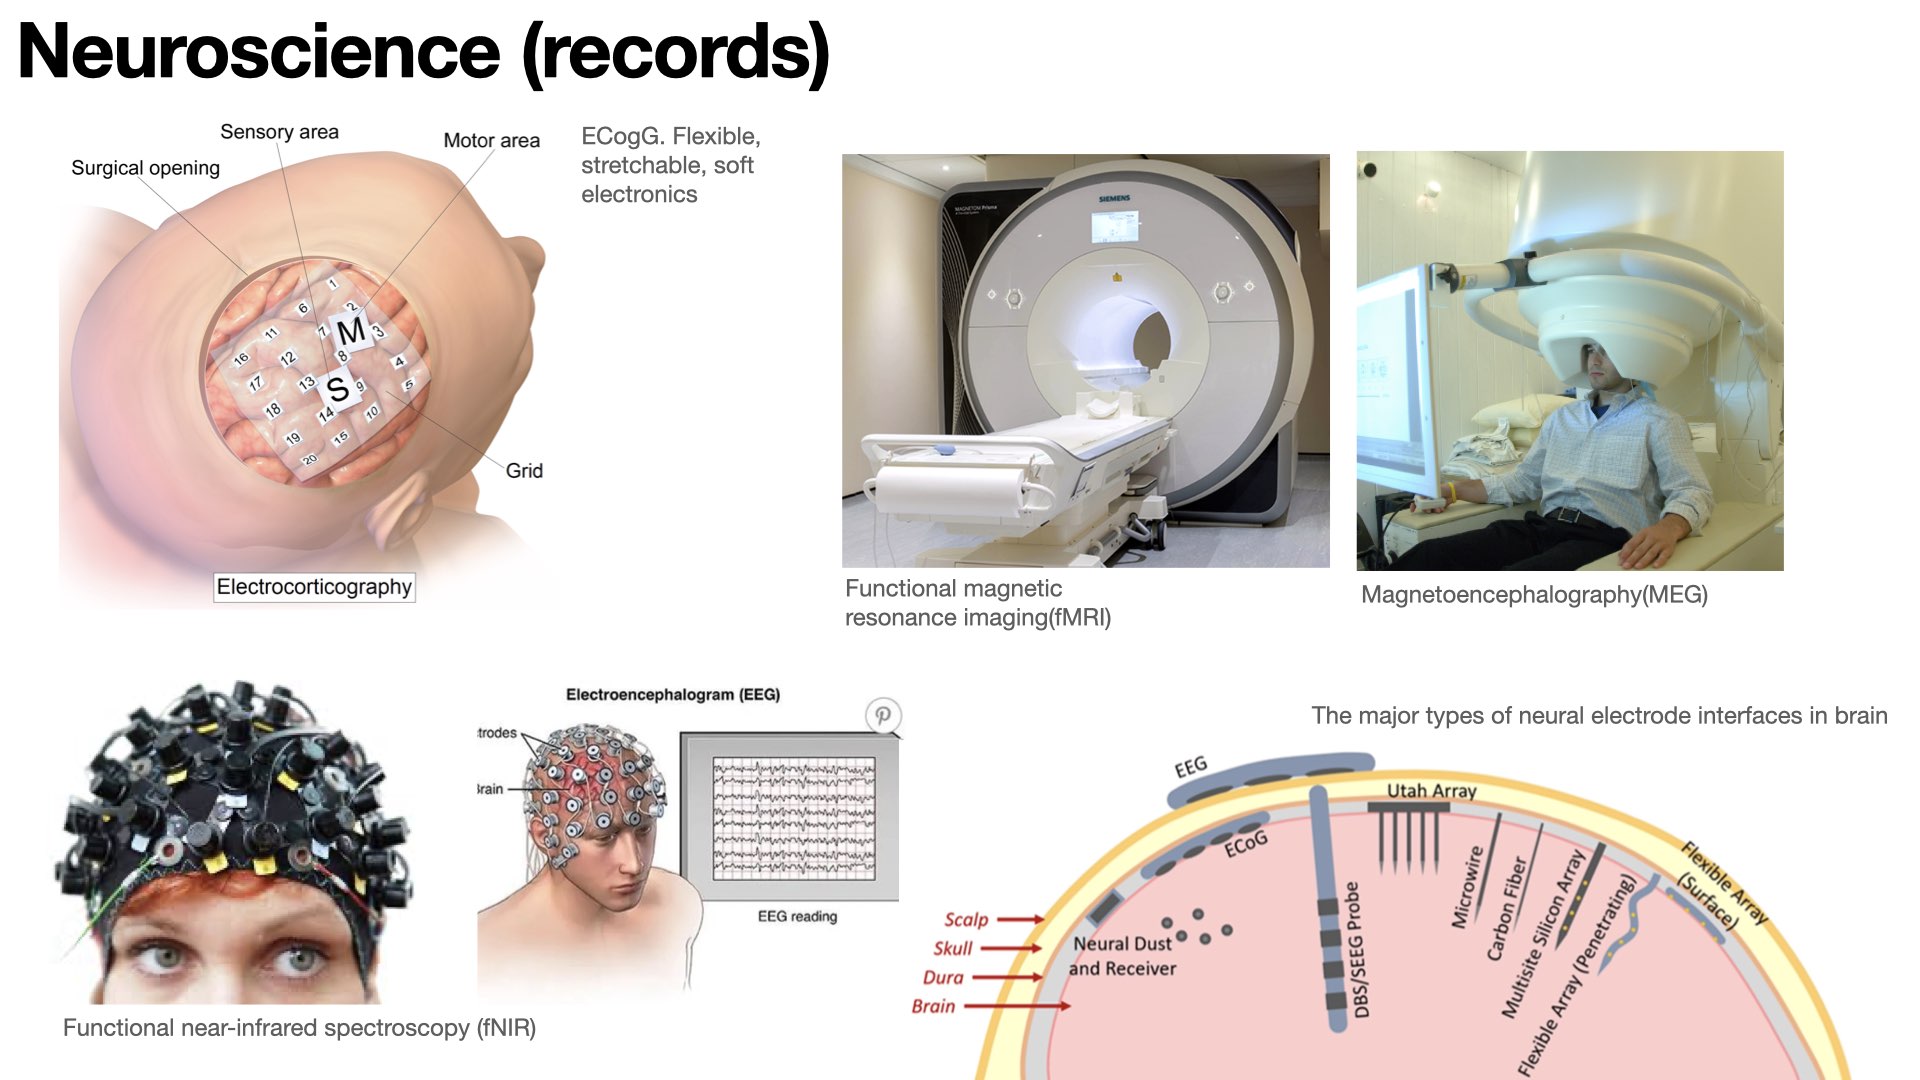 Neuroscience (records)
Sensory area
Motor area
Surgical opening
1
6
2
7
M
3
11
16
12
8
4
17
13
S
9
5
18
14
10
19
15
20
Grid
Electrocorticography
ECogG. Flexible,
stretchable, soft
electronics
SIEMENS
MAGNETOM Prisma
Functional magnetic
resonance imaging(fMRI)
Magnetoencephalography(MEG)
Functional near-infrared spectroscopy (fNIR)
Electroencephalogram (EEG)
trodes
Brain
EEG reading
The major types of neural electrode interfaces in brain
EEG
Utah Array
ECoG
Scalp
Skull
Dura
Brain
Neural Dust
and Receiver
DBS/SEEG Probe
Microwire
Carbon Fiber
Multisite Silicon Array
Flexible Array (Penetrating)
Flexible Array
(Surface)